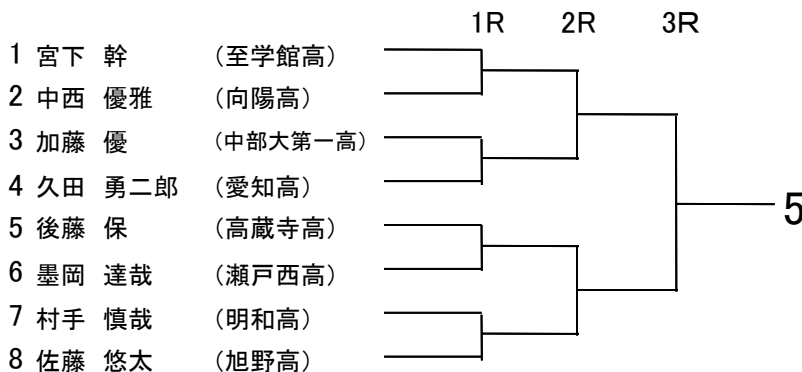 1R 2R 3R
1 宮下 幹 (至学館高)
2 中西 優雅 (向陽高)
3 加藤 優 (中部大第一高)
4 久田 勇二郎 (愛知高)
5
5 後藤 保 (高蔵寺高)
6 墨岡 達哉 (瀬戸西高)
7 村手 慎哉 (明和高)
8 佐藤 悠太 (旭野高)